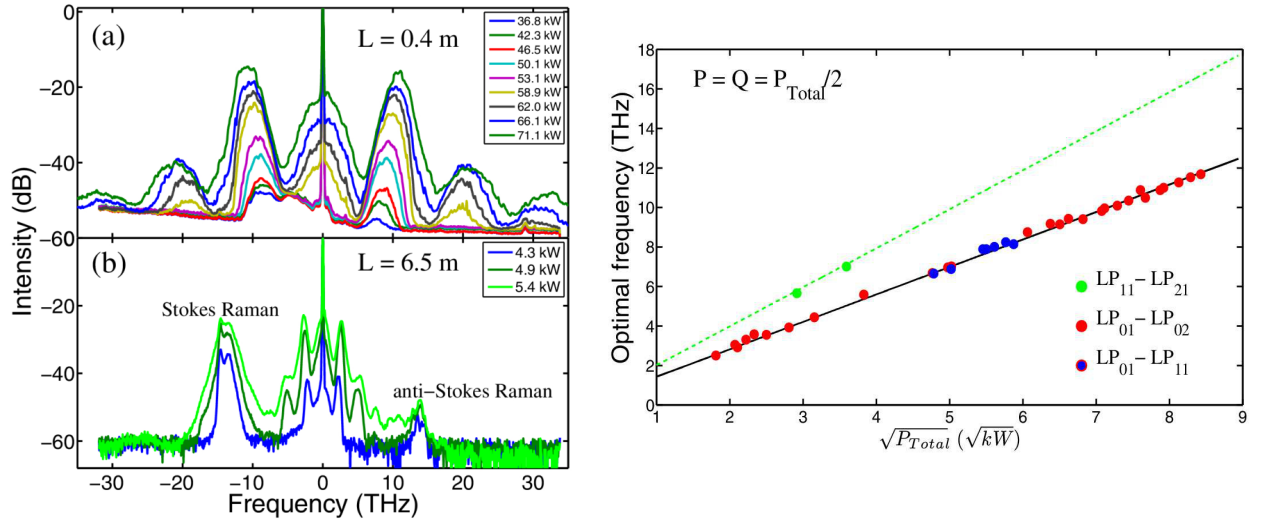 (a)
L = 0.4 m
36.8 kW
42.3 kW
46.5 kW
50.1 kW
53.1 kW
58.9 kW
62.0 kW
66.1 kW
71.1 kW
0
−20
−40
−60
Intensity (dB)
(b)
L = 6.5 m
4.3 kW
4.9 kW
5.4 kW
Stokes Raman
anti−Stokes Raman
−20
−40
−60
−30 −20 −10 0 10 20 30
Frequency (THz)
P = Q = P_Total/2
18
16
14
12
10
8
6
4
2
0
Optimal frequency (THz)
LP₁₁−LP₂₁
LP₀₁−LP₀₂
LP₀₁−LP₁₁
1 2 3 4 5 6 7 8 9
√P_Total (√kW)